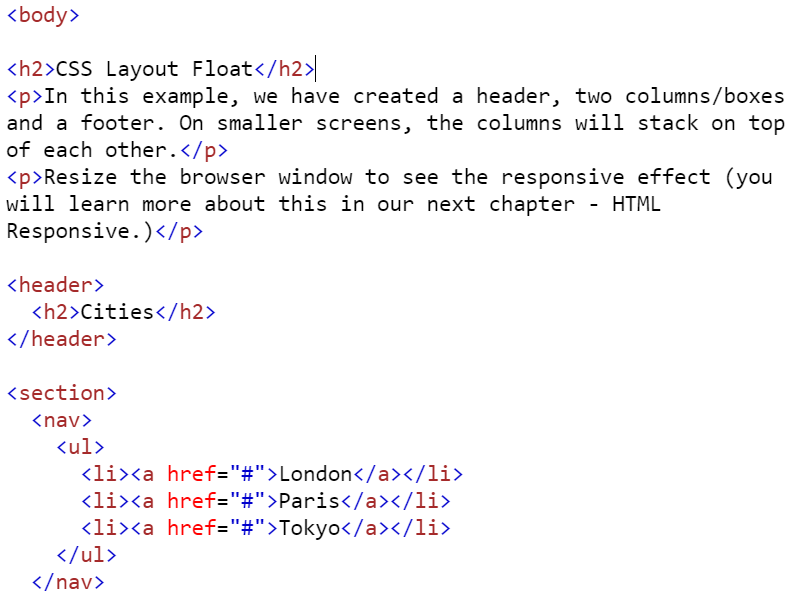 <body>
<h2>CSS Layout Float</h2>
<p>In this example, we have created a header, two columns/boxes
and a footer. On smaller screens, the columns will stack on top
of each other.</p>
<p>Resize the browser window to see the responsive effect (you
will learn more about this in our next chapter - HTML
Responsive.)</p>
<header>
  <h2>Cities</h2>
</header>
<section>
  <nav>
    <ul>
      <li><a href="#">London</a></li>
      <li><a href="#">Paris</a></li>
      <li><a href="#">Tokyo</a></li>
    </ul>
  </nav>